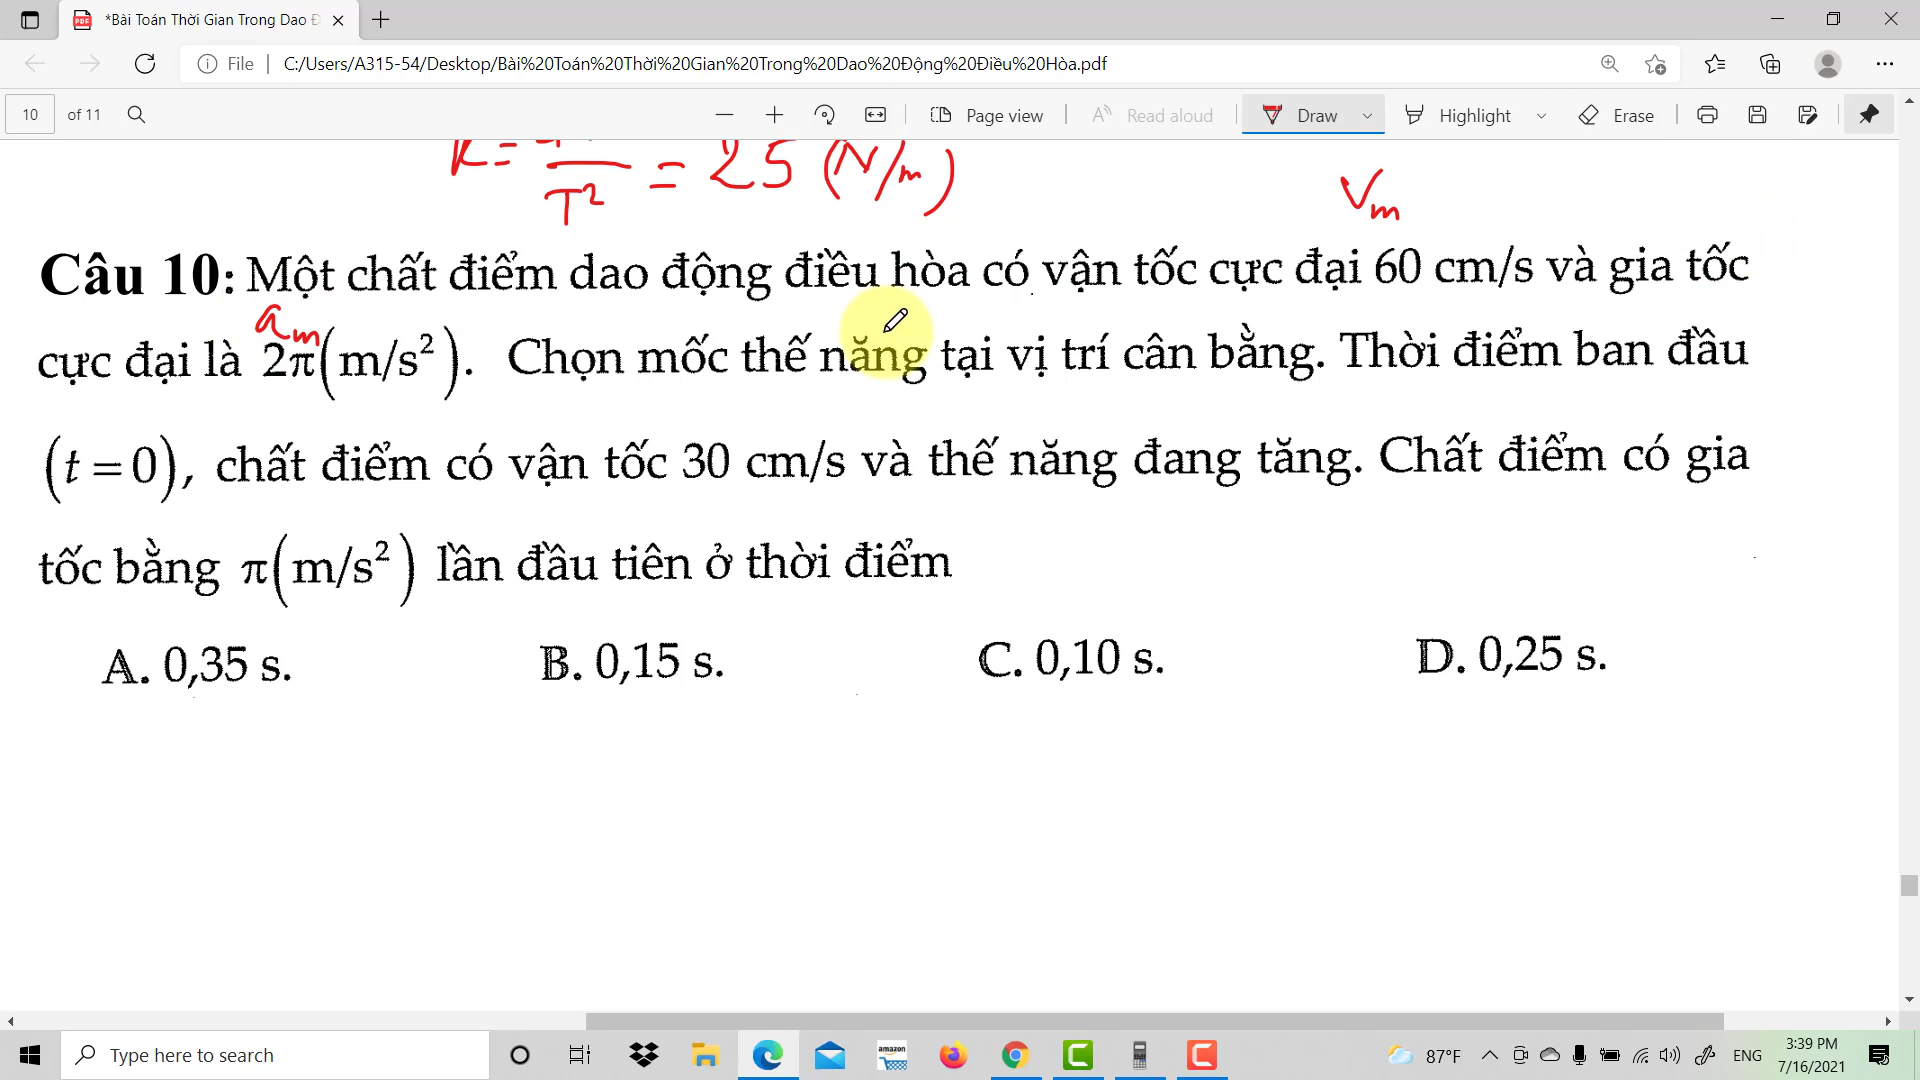 *Bài Toán Thời Gian Trong Dao Đ
File
C:/Users/A315-54/Desktop/Bài%20Toán%20Thời%20Gian%20Trong%20Dao%20Động%20Điều%20Hòa.pdf
10 of 11
Page view
Read aloud
Draw
Highlight
Erase
K = T² = 25 (N/m)
Vm
Câu 10: Một chất điểm dao động điều hòa có vận tốc cực đại 60 cm/s và gia tốc
am
cực đại là 2π(m/s²). Chọn mốc thế năng tại vị trí cân bằng. Thời điểm ban đầu
(t = 0), chất điểm có vận tốc 30 cm/s và thế năng đang tăng. Chất điểm có gia
tốc bằng π(m/s²) lần đầu tiên ở thời điểm
A. 0,35 s. B. 0,15 s. C. 0,10 s. D. 0,25 s.
Type here to search
amazon
87°F
ENG
3:39 PM
7/16/2021